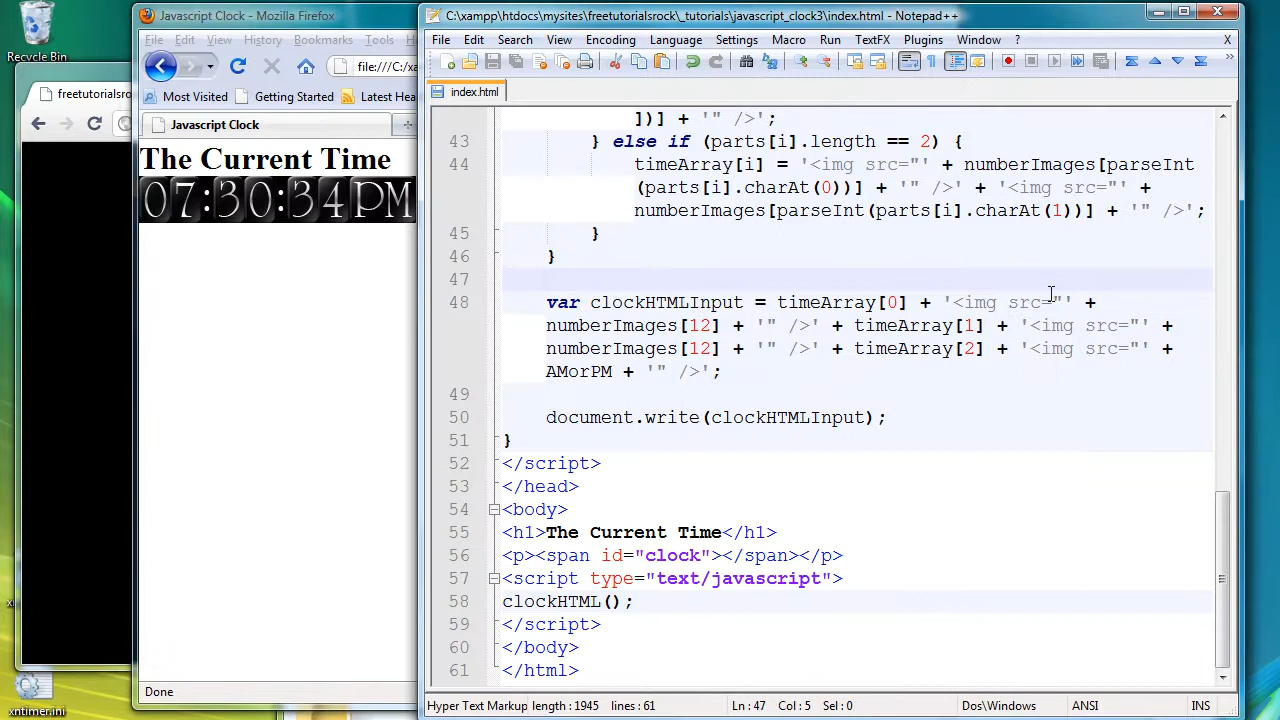 Recycle Bin
freetutorialsro
xntimer.ini
Javascript Clock - Mozilla Firefox
File Edit View History Bookmarks Tools
file:///C:/xa
Most Visited Getting Started Latest Hea
Javascript Clock
The Current Time
07:30:34PM
Done
C:\xampp\htdocs\mysites\freetutorialsrock\_tutorials\javascript_clock3\index.html - Notepad++
File Edit Search View Encoding Language Settings Macro Run TextFX Plugins Window ? X
index.html
])] + '" />';
43 } else if (parts[i].length == 2) {
44 timeArray[i] = '<img src="' + numberImages[parseInt
(parts[i].charAt(0))] + '" />' + '<img src="' +
numberImages[parseInt(parts[i].charAt(1))] + '" />';
45 }
46 }
47
48 var clockHTMLInput = timeArray[0] + '<img src="' +
numberImages[12] + '" />' + timeArray[1] + '<img src="' +
numberImages[12] + '" />' + timeArray[2] + '<img src="' +
AMorPM + '" />';
49
50 document.write(clockHTMLInput);
51 }
52 </script>
53 </head>
54 <body>
55 <h1>The Current Time</h1>
56 <p><span id="clock"></span></p>
57 <script type="text/javascript">
58 clockHTML();
59 </script>
60 </body>
61 </html>
Hyper Text Markup length : 1945 lines : 61 Ln : 47 Col : 5 Sel : 0 Dos\Windows ANSI INS